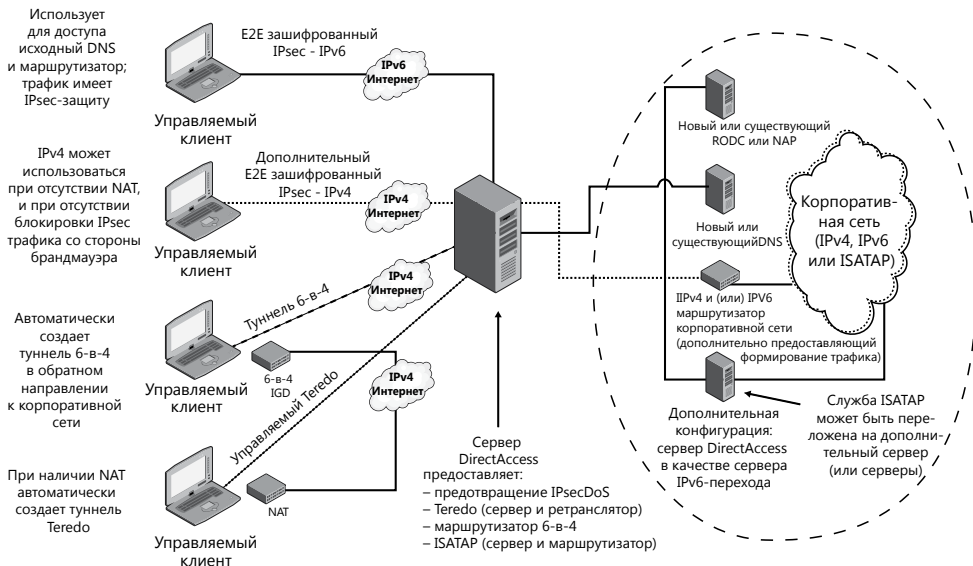 Использует
для доступа
исходный DNS
и маршрутизатор;
трафик имеет
IPsec-защиту
E2E зашифрованный
IPsec - IPv6
IPv6
Интернет
Управляемый
клиент
IPv4 может
использоваться
при отсутствии NAT,
и при отсутствии
блокировки IPsec
трафика со стороны
брандмауэра
Дополнительный
E2E зашифрованный
IPsec - IPv4
IPv4
Интернет
Управляемый
клиент
Автоматически
создает
туннель 6-в-4
в обратном
направлении
к корпоративной
сети
Туннель 6-в-4
IPv4
Интернет
Управляемый
клиент
6-в-4
IGD
IPv4
Интернет
Управляемый Teredo
При наличии NAT
автоматически
создает туннель
Teredo
NAT
Управляемый
клиент
Сервер
DirectAccess
предоставляет:
– предотвращение IPsecDoS
– Teredo (сервер и ретранслятор)
– маршрутизатор 6-в-4
– ISATAP (сервер и маршрутизатор)
Новый или существующий
RODC или NAP
Новый или
существующийDNS
Корпоратив-
ная сеть
(IPv4, IPv6
или ISATAP)
IIPv4 и (или) IPV6
маршрутизатор
корпоративной сети
(дополнительно предоставляющий
формирование трафика)
Дополнительная
конфигурация:
сервер DirectAccess
в качестве сервера
IPv6-перехода
Служба ISATAP
может быть пере-
ложена на дополни-
тельный сервер
(или серверы)